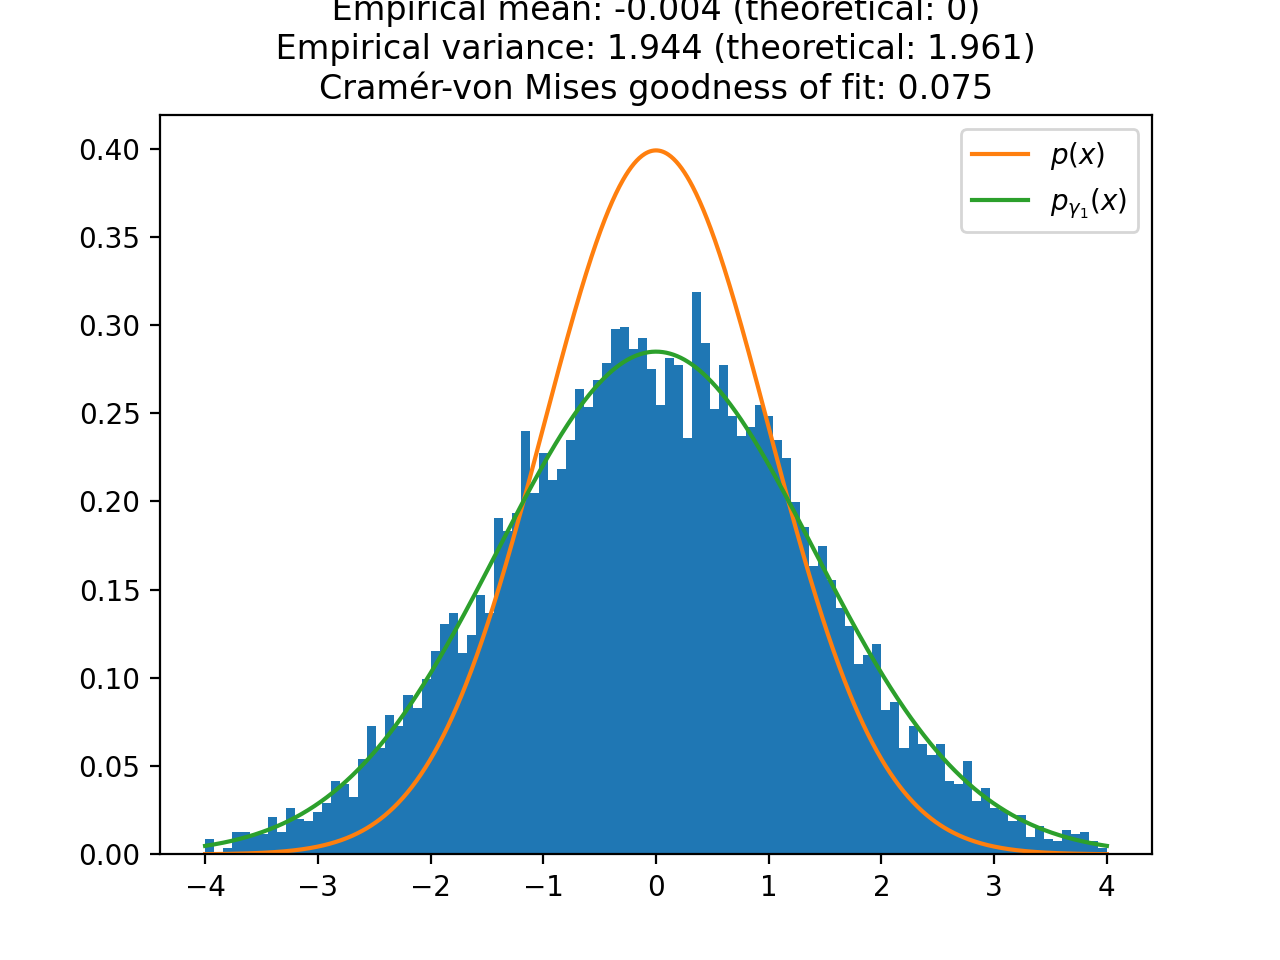 Empirical mean: -0.004 (theoretical: 0)
Empirical variance: 1.944 (theoretical: 1.961)
Cramér-von Mises goodness of fit: 0.075
p(x)
pγ₁(x)
0.40
0.35
0.30
0.25
0.20
0.15
0.10
0.05
0.00
−4 −3 −2 −1 0 1 2 3 4